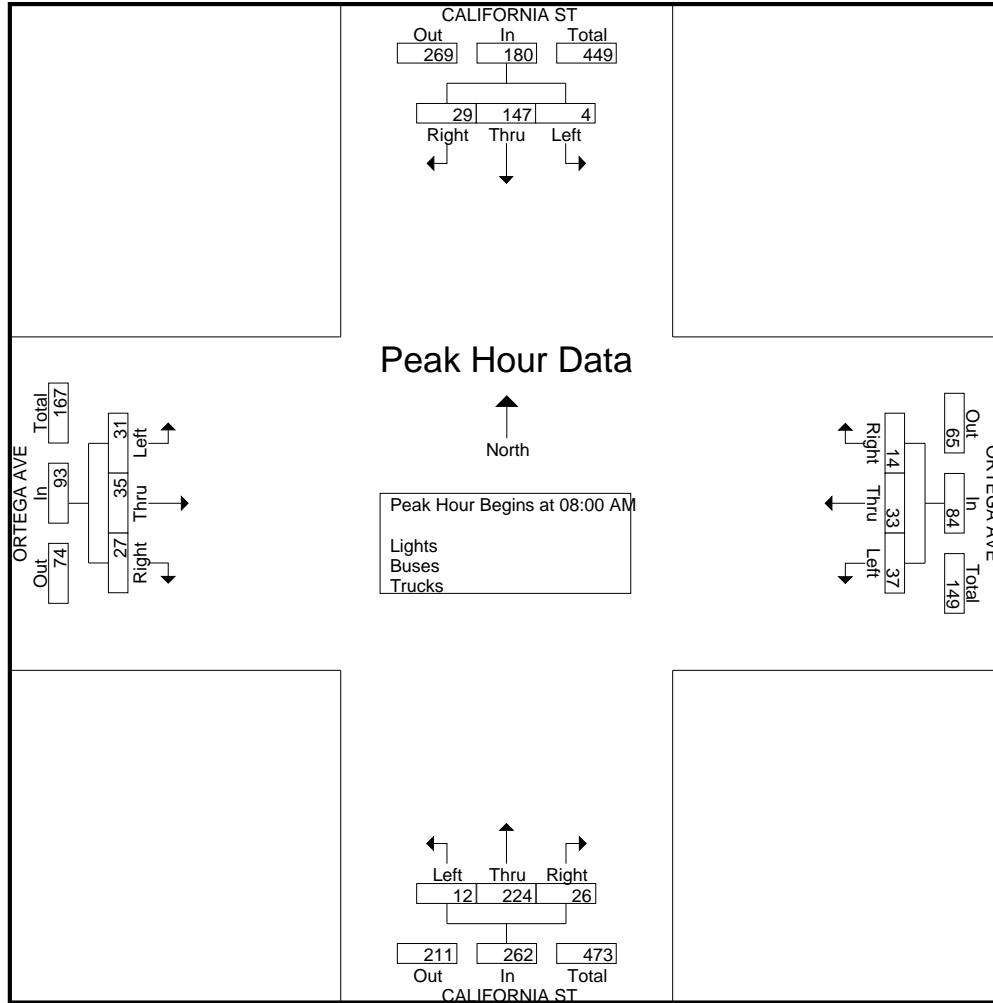 CALIFORNIA ST
Out In Total
269 180 449
29 147 4
Right Thru Left
Peak Hour Data
North
Peak Hour Begins at 08:00 AM
Lights
Buses
Trucks
ORTEGA AVE
Total In Out
167 93 74
31 35 27
Left Thru Right
Right Thru Left
14 33 37
Out In Total
65 84 149
ORTEGA AVE
Left Thru Right
12 224 26
211 262 473
Out In Total
CALIFORNIA ST